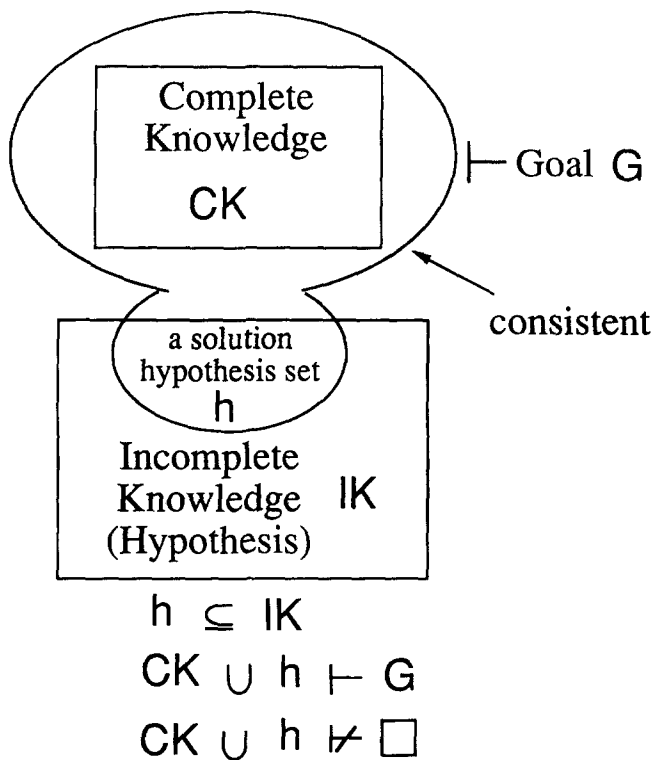 Complete
Knowledge
CK
⊢ Goal G
consistent
a solution
hypothesis set
h
Incomplete
Knowledge IK
(Hypothesis)
h ⊆ IK
CK ∪ h ⊢ G
CK ∪ h ⊬ □